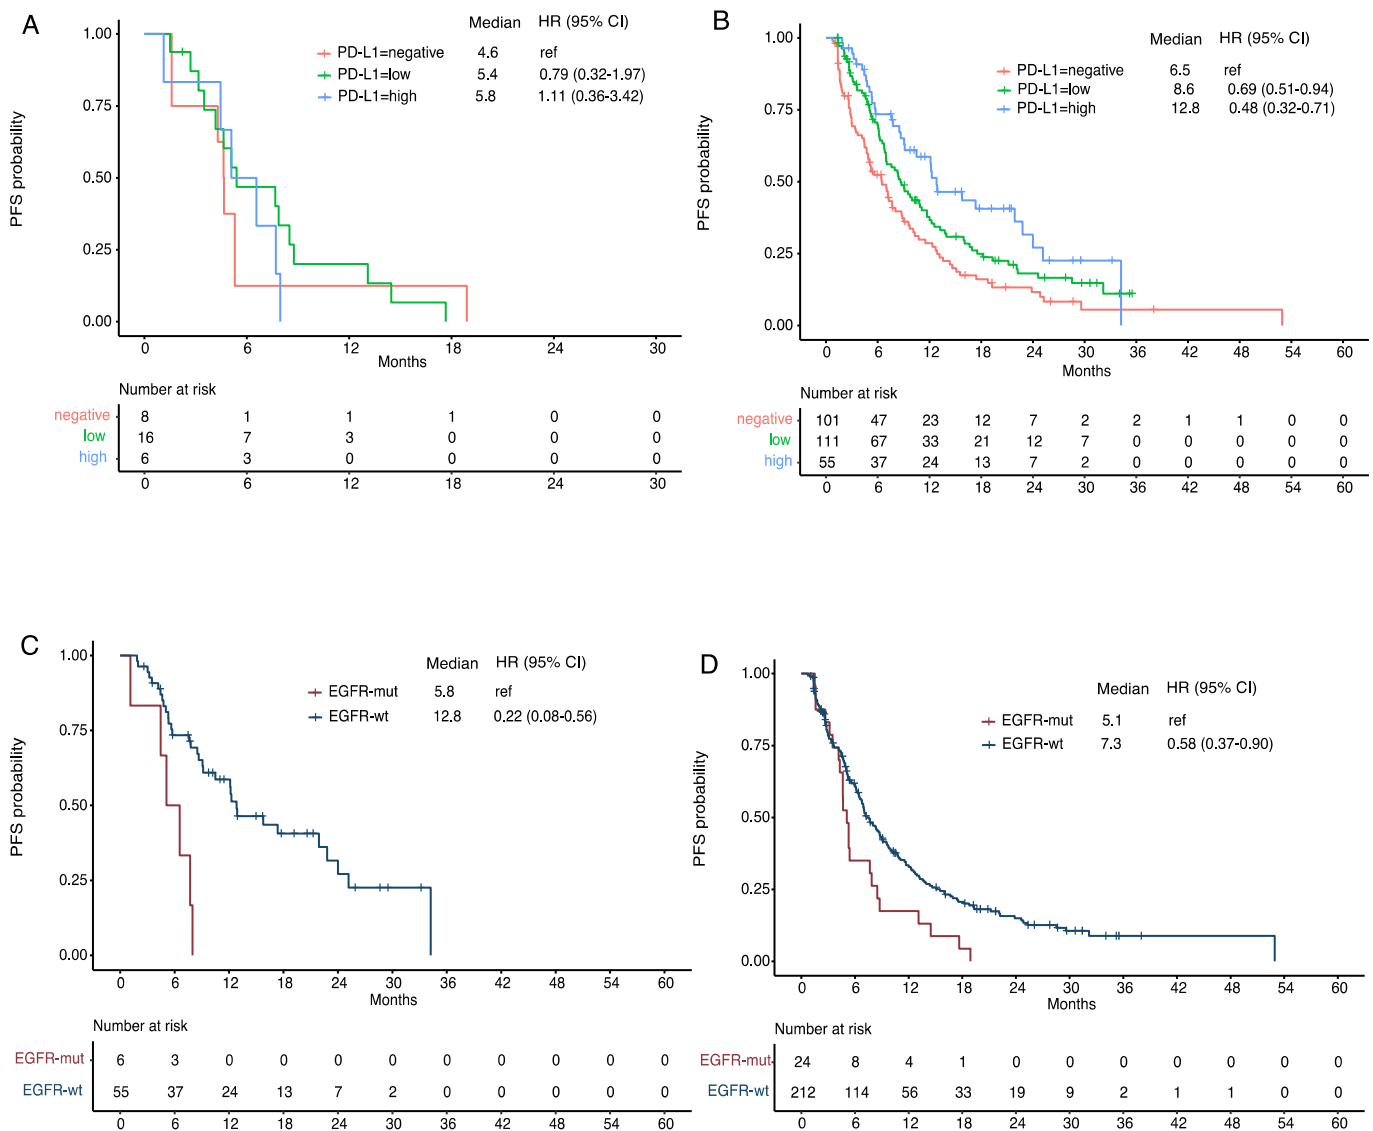 A
Median HR (95% CI)
PD-L1=negative 4.6 ref
PD-L1=low 5.4 0.79 (0.32-1.97)
PD-L1=high 5.8 1.11 (0.36-3.42)
PFS probability
1.00
0.75
0.50
0.25
0.00
0 6 12 18 24 30
Months
Number at risk
negative 8 1 1 1 0 0
low 16 7 3 0 0 0
high 6 3 0 0 0 0
0 6 12 18 24 30
B
Median HR (95% CI)
PD-L1=negative 6.5 ref
PD-L1=low 8.6 0.69 (0.51-0.94)
PD-L1=high 12.8 0.48 (0.32-0.71)
PFS probability
1.00
0.75
0.50
0.25
0.00
0 6 12 18 24 30 36 42 48 54 60
Months
Number at risk
negative 101 47 23 12 7 2 2 1 1 0 0
low 111 67 33 21 12 7 0 0 0 0 0
high 55 37 24 13 7 2 0 0 0 0 0
0 6 12 18 24 30 36 42 48 54 60
C
Median HR (95% CI)
EGFR-mut 5.8 ref
EGFR-wt 12.8 0.22 (0.08-0.56)
PFS probability
1.00
0.75
0.50
0.25
0.00
0 6 12 18 24 30 36 42 48 54 60
Months
Number at risk
EGFR-mut 6 3 0 0 0 0 0 0 0 0 0
EGFR-wt 55 37 24 13 7 2 0 0 0 0 0
0 6 12 18 24 30 36 42 48 54 60
D
Median HR (95% CI)
EGFR-mut 5.1 ref
EGFR-wt 7.3 0.58 (0.37-0.90)
PFS probability
1.00
0.75
0.50
0.25
0.00
0 6 12 18 24 30 36 42 48 54 60
Months
Number at risk
EGFR-mut 24 8 4 1 0 0 0 0 0 0 0
EGFR-wt 212 114 56 33 19 9 2 1 1 0 0
0 6 12 18 24 30 36 42 48 54 60